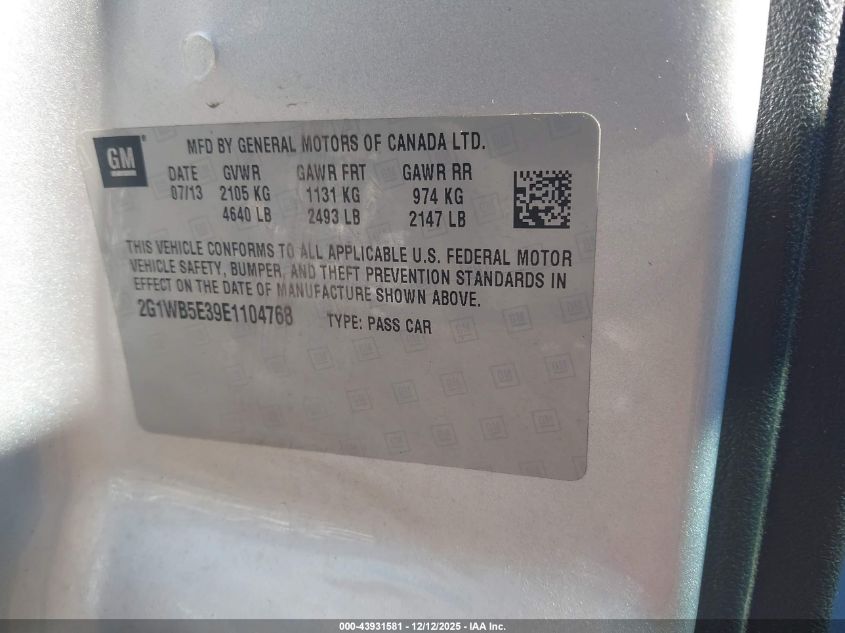 GM
MFD BY GENERAL MOTORS OF CANADA LTD.
DATE GVWR GAWR FRT GAWR RR
07/13 2105 KG 1131 KG 974 KG
4640 LB 2493 LB 2147 LB
THIS VEHICLE CONFORMS TO ALL APPLICABLE U.S. FEDERAL MOTOR
VEHICLE SAFETY, BUMPER, AND THEFT PREVENTION STANDARDS IN
EFFECT ON THE DATE OF MANUFACTURE SHOWN ABOVE.
2G1WB5E39E1104768 TYPE: PASS CAR
000-43931581 - 12/12/2025 - IAA Inc.